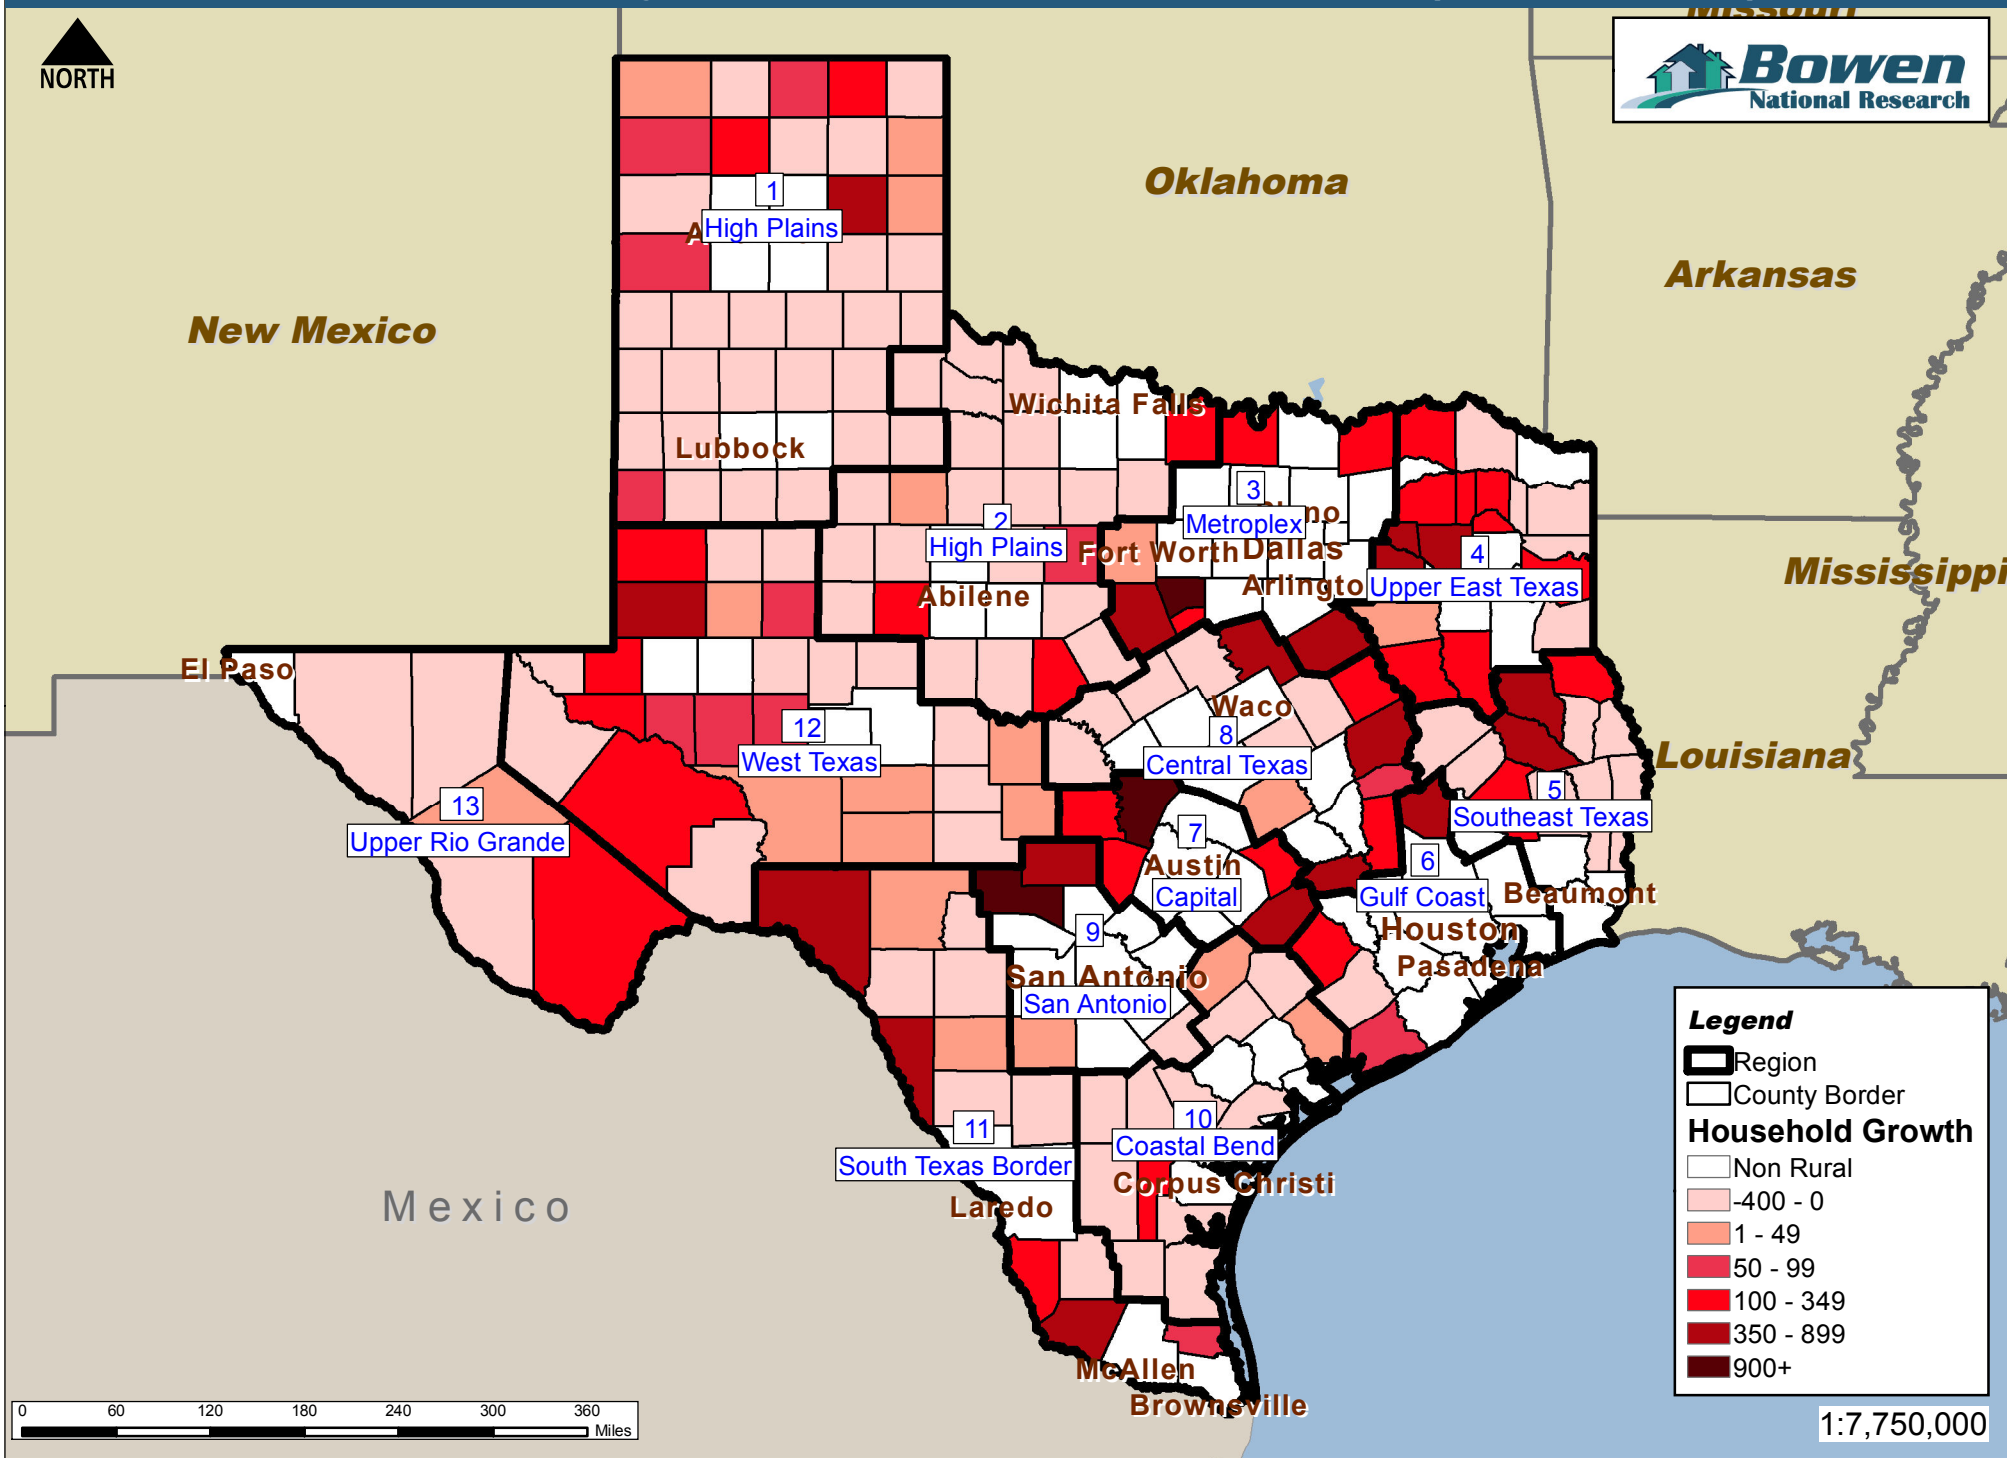 Missouri
NORTH
Bowen
National Research
Oklahoma
Arkansas
New Mexico
Mississippi
Louisiana
Mexico
1
High Plains
Wichita Falls
Lubbock
2
High Plains
Abilene
3
Metroplex
Fort Worth
Dallas
Arlingto
4
Upper East Texas
El Paso
12
West Texas
Waco
8
Central Texas
5
Southeast Texas
13
Upper Rio Grande
7
Austin
Capital
6
Gulf Coast
Beaumont
Houston
Pasadena
9
San Antonio
San Antonio
10
Coastal Bend
Corpus Christi
11
South Texas Border
Laredo
McAllen
Brownsville
Legend
Region
County Border
Household Growth
Non Rural
-400 - 0
1 - 49
50 - 99
100 - 349
350 - 899
900+
0 60 120 180 240 300 360
Miles
1:7,750,000